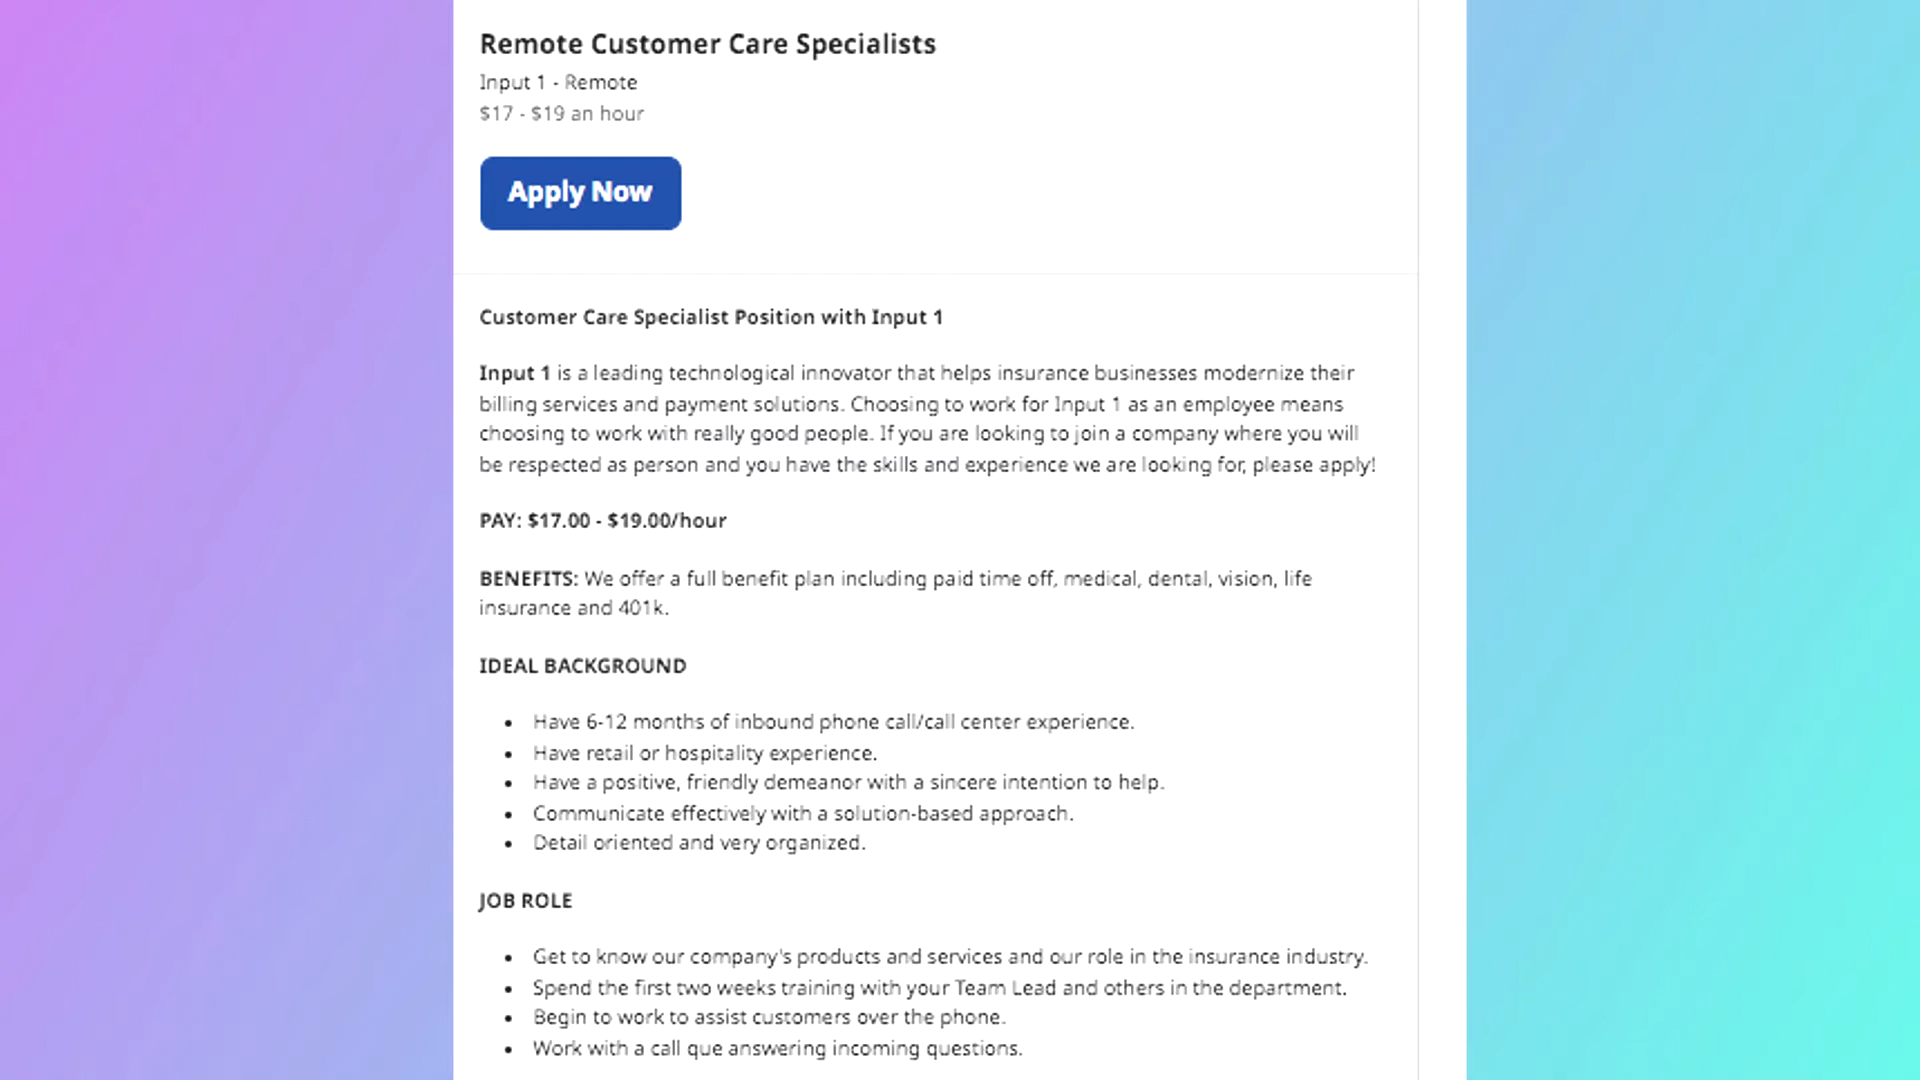 Remote Customer Care Specialists
Input 1 - Remote
$17 - $19 an hour
Apply Now
Customer Care Specialist Position with Input 1
Input 1 is a leading technological innovator that helps insurance businesses modernize their
billing services and payment solutions. Choosing to work for Input 1 as an employee means
choosing to work with really good people. If you are looking to join a company where you will
be respected as person and you have the skills and experience we are looking for, please apply!
PAY: $17.00 - $19.00/hour
BENEFITS: We offer a full benefit plan including paid time off, medical, dental, vision, life
insurance and 401k.
IDEAL BACKGROUND
• Have 6-12 months of inbound phone call/call center experience.
• Have retail or hospitality experience.
• Have a positive, friendly demeanor with a sincere intention to help.
• Communicate effectively with a solution-based approach.
• Detail oriented and very organized.
JOB ROLE
• Get to know our company's products and services and our role in the insurance industry.
• Spend the first two weeks training with your Team Lead and others in the department.
• Begin to work to assist customers over the phone.
• Work with a call que answering incoming questions.